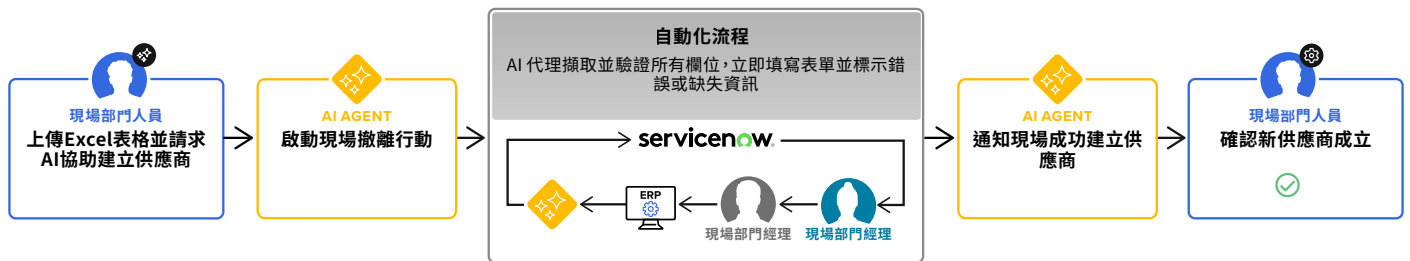 現場部門人員
上傳Excel表格並請求
AI協助建立供應商
AI AGENT
啟動現場撤離行動
自動化流程
AI 代理擷取並驗證所有欄位，立即填寫表單並標示錯
誤或缺失資訊
servicenow
ERP
現場部門經理
現場部門經理
AI AGENT
通知現場成功建立供
應商
現場部門人員
確認新供應商成立